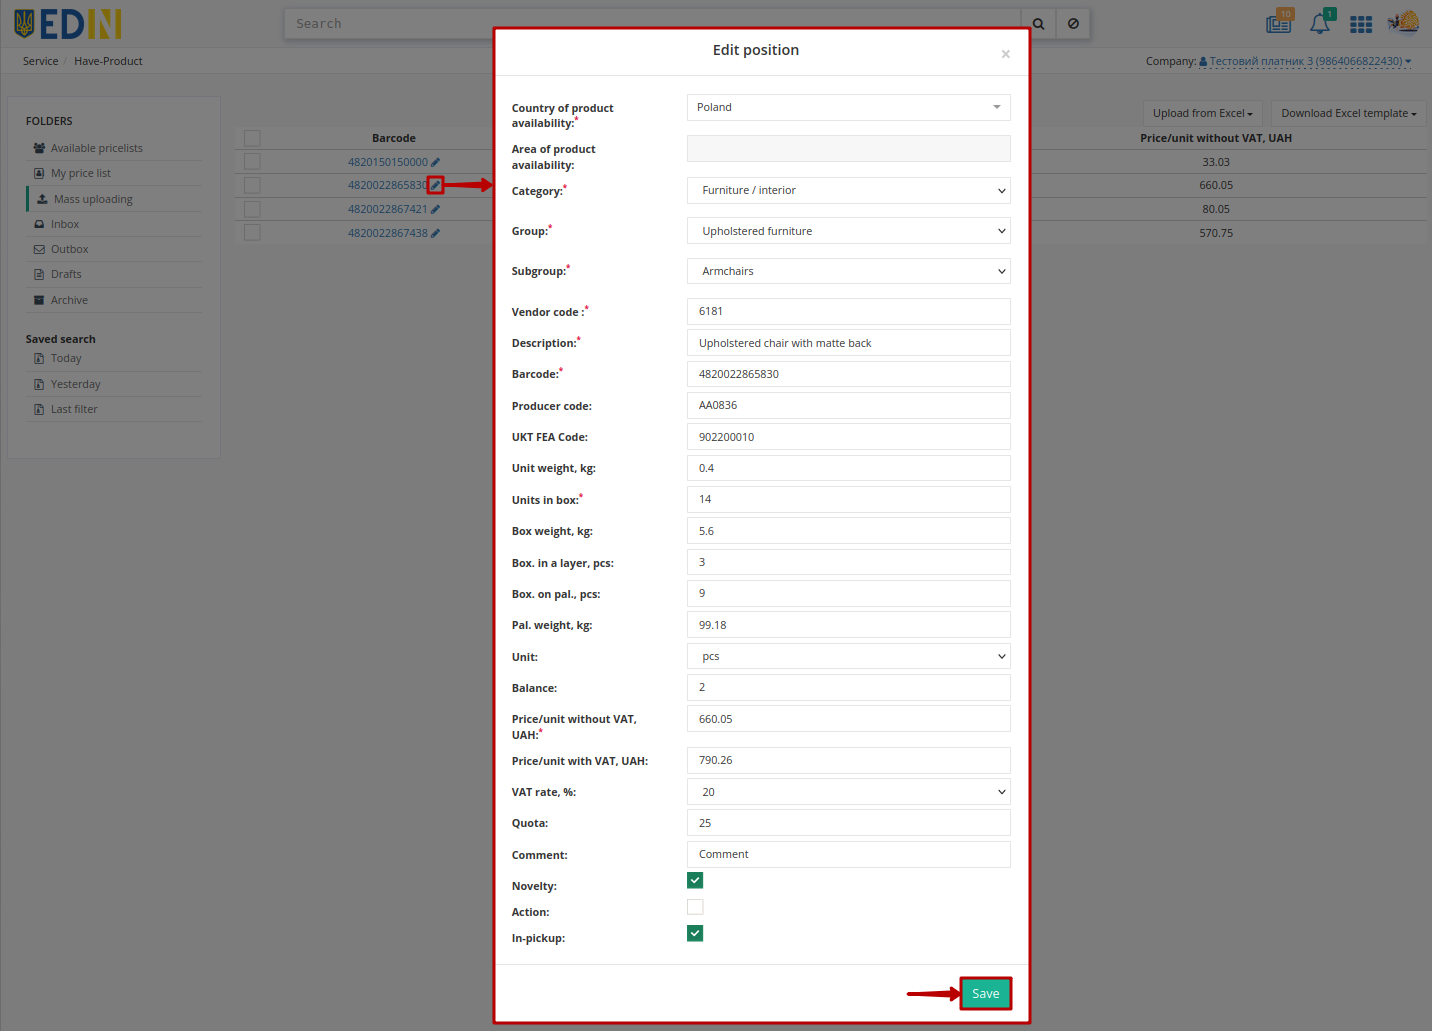 EDIN
Search
10
1
Service / Have-Product
Company: Тестовий платник 3 (9864066822430)
FOLDERS
Available pricelists
My price list
Mass uploading
Inbox
Outbox
Drafts
Archive
Saved search
Today
Yesterday
Last filter
Upload from Excel
Download Excel template
Barcode
Price/unit without VAT, UAH
4820150150000
33.03
4820022865830
660.05
4820022867421
80.05
4820022867438
570.75
Edit position
×
Country of product
availability:*
Poland
Area of product
availability:
Category:*
Furniture / interior
Group:*
Upholstered furniture
Subgroup:*
Armchairs
Vendor code :*
6181
Description:*
Upholstered chair with matte back
Barcode:*
4820022865830
Producer code:
AA0836
UKT FEA Code:
902200010
Unit weight, kg:
0.4
Units in box:*
14
Box weight, kg:
5.6
Box. in a layer, pcs:
3
Box. on pal., pcs:
9
Pal. weight, kg:
99.18
Unit:
pcs
Balance:
2
Price/unit without VAT,
UAH:*
660.05
Price/unit with VAT, UAH:
790.26
VAT rate, %:
20
Quota:
25
Comment:
Comment
Novelty:
Action:
In-pickup:
Save